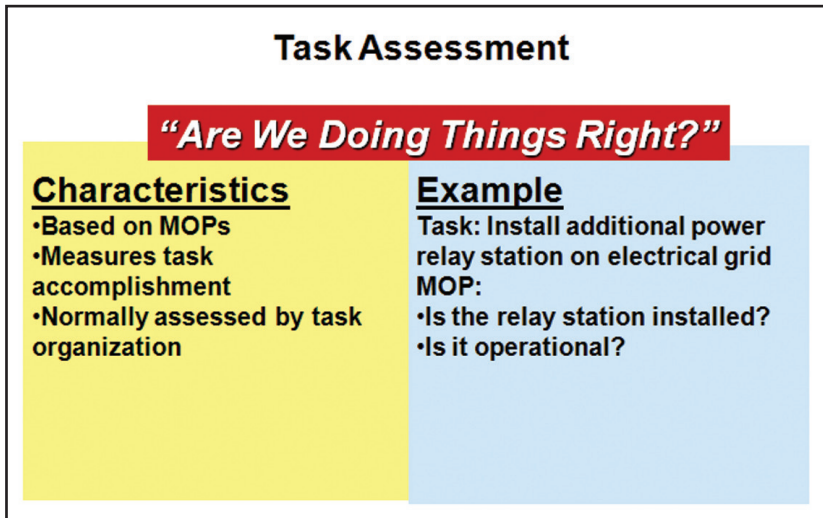 Task Assessment
“Are We Doing Things Right?”
Characteristics
•Based on MOPs
•Measures task
accomplishment
•Normally assessed by task
organization
Example
Task: Install additional power
relay station on electrical grid
MOP:
•Is the relay station installed?
•Is it operational?